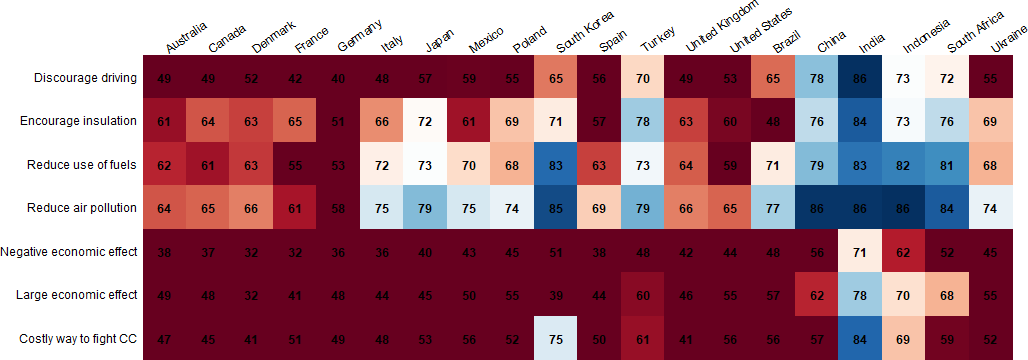 Australia Canada Denmark France Germany Italy Japan Mexico Poland South Korea Spain Turkey United Kingdom United States Brazil China India Indonesia South Africa Ukraine
Discourage driving 49 49 52 42 40 48 57 59 55 65 56 70 49 53 65 78 86 73 72 55
Encourage insulation 61 64 63 65 51 66 72 61 69 71 57 78 63 60 48 76 84 73 76 69
Reduce use of fuels 62 61 63 55 53 72 73 70 68 83 63 73 64 59 71 79 83 82 81 68
Reduce air pollution 64 65 66 61 58 75 79 75 74 85 69 79 66 65 77 86 86 86 84 74
Negative economic effect 38 37 32 32 36 36 40 43 45 51 38 48 42 44 48 56 71 62 52 45
Large economic effect 49 48 32 41 48 44 45 50 55 39 44 60 46 55 57 62 78 70 68 55
Costly way to fight CC 47 45 41 51 49 48 53 56 52 75 50 61 41 56 56 57 84 69 59 52